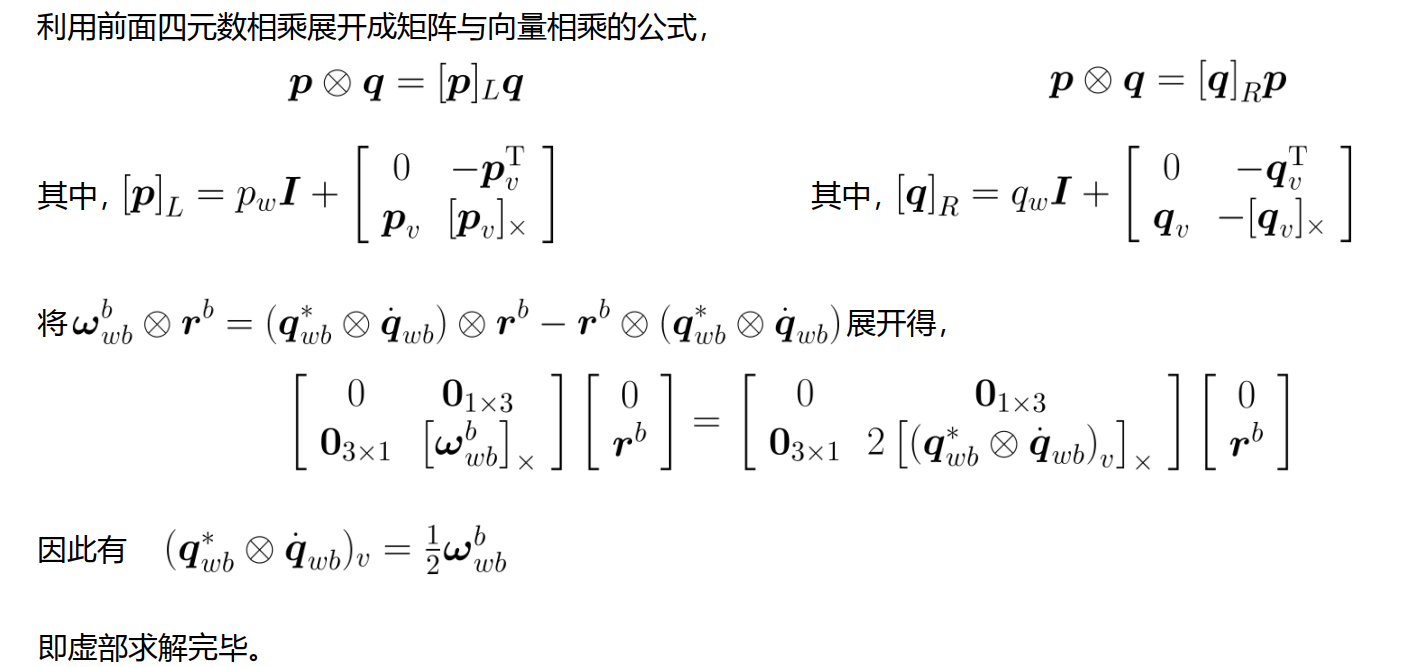 利用前面四元数相乘展开成矩阵与向量相乘的公式，
$\boldsymbol{p} \otimes \boldsymbol{q} = [\boldsymbol{p}]_L \boldsymbol{q}$ $\boldsymbol{p} \otimes \boldsymbol{q} = [\boldsymbol{q}]_R \boldsymbol{p}$
其中，$[\boldsymbol{p}]_L = p_w \boldsymbol{I} + \begin{bmatrix} 0 & -\boldsymbol{p}_v^{\mathrm{T}} \\ \boldsymbol{p}_v & [\boldsymbol{p}_v]_\times \end{bmatrix}$ 其中，$[\boldsymbol{q}]_R = q_w \boldsymbol{I} + \begin{bmatrix} 0 & -\boldsymbol{q}_v^{\mathrm{T}} \\ \boldsymbol{q}_v & -[\boldsymbol{q}_v]_\times \end{bmatrix}$
将$\boldsymbol{\omega}_{wb}^b \otimes \boldsymbol{r}^b = (\boldsymbol{q}_{wb}^* \otimes \dot{\boldsymbol{q}}_{wb}) \otimes \boldsymbol{r}^b - \boldsymbol{r}^b \otimes (\boldsymbol{q}_{wb}^* \otimes \dot{\boldsymbol{q}}_{wb})$展开得，
$\begin{bmatrix} 0 & \boldsymbol{0}_{1\times3} \\ \boldsymbol{0}_{3\times1} & [\boldsymbol{\omega}_{wb}^b]_\times \end{bmatrix} \begin{bmatrix} 0 \\ \boldsymbol{r}^b \end{bmatrix} = \begin{bmatrix} 0 & \boldsymbol{0}_{1\times3} \\ \boldsymbol{0}_{3\times1} & 2[(\boldsymbol{q}_{wb}^* \otimes \dot{\boldsymbol{q}}_{wb})_v]_\times \end{bmatrix} \begin{bmatrix} 0 \\ \boldsymbol{r}^b \end{bmatrix}$
因此有 $(\boldsymbol{q}_{wb}^* \otimes \dot{\boldsymbol{q}}_{wb})_v = \frac{1}{2} \boldsymbol{\omega}_{wb}^b$
即虚部求解完毕。